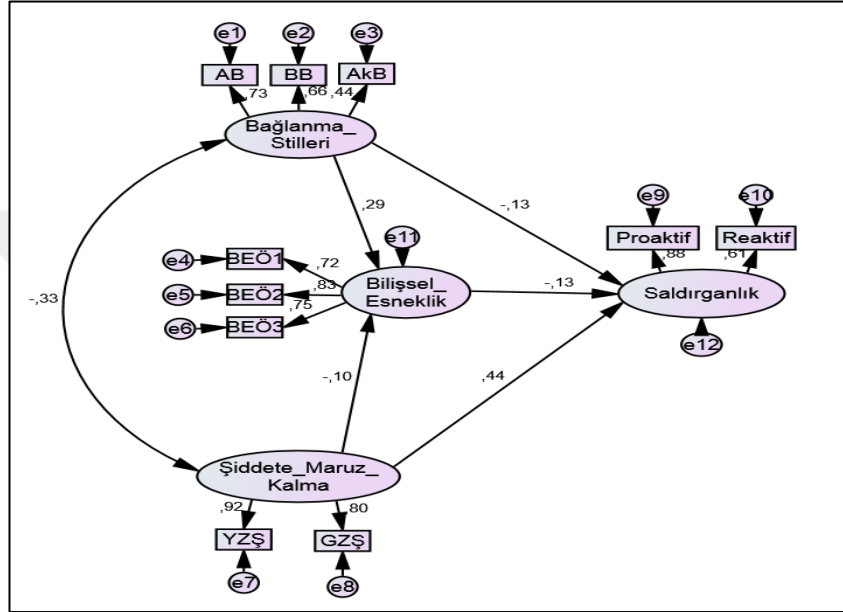 e1
e2
e3
AB
BB
AkB
,73
,66
,44
Bağlanma_
Stilleri
e9
e10
,29
-,13
Proaktif
Reaktif
,88
,61
e11
e4
BEÖ1
,72
e5
BEÖ2
,83
e6
BEÖ3
,75
Bilişsel_
Esneklik
-,13
Saldırganlık
e12
-,33
-,10
,44
Şiddete_Maruz_
Kalma
,92
,80
YZŞ
GZŞ
e7
e8